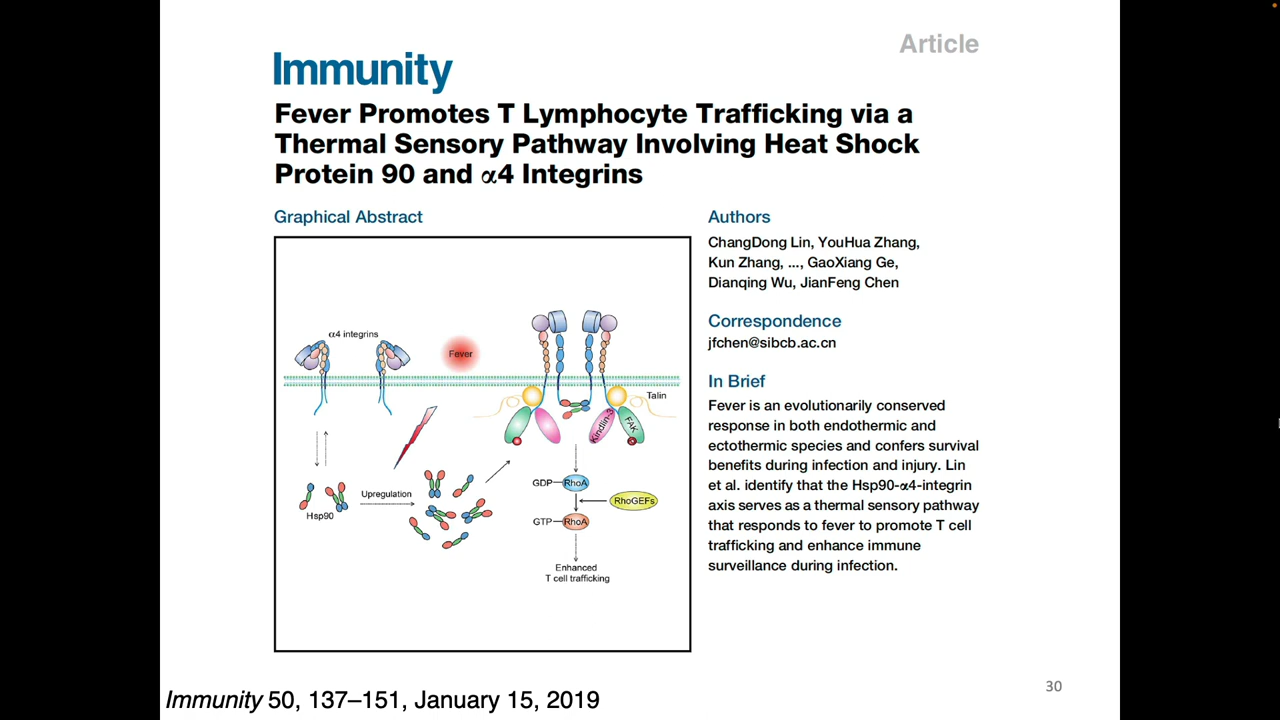 Article
Immunity
Fever Promotes T Lymphocyte Trafficking via a
Thermal Sensory Pathway Involving Heat Shock
Protein 90 and α4 Integrins
Graphical Abstract
α4 integrins
Fever
Talin
Kindlin-3
FAK
Hsp90
Upregulation
GDP
RhoA
RhoGEFs
GTP
RhoA
Enhanced
T cell trafficking
Authors
ChangDong Lin, YouHua Zhang,
Kun Zhang, ..., GaoXiang Ge,
Dianqing Wu, JianFeng Chen
Correspondence
jfchen@sibcb.ac.cn
In Brief
Fever is an evolutionarily conserved
response in both endothermic and
ectothermic species and confers survival
benefits during infection and injury. Lin
et al. identify that the Hsp90-α4-integrin
axis serves as a thermal sensory pathway
that responds to fever to promote T cell
trafficking and enhance immune
surveillance during infection.
Immunity 50, 137–151, January 15, 2019
30